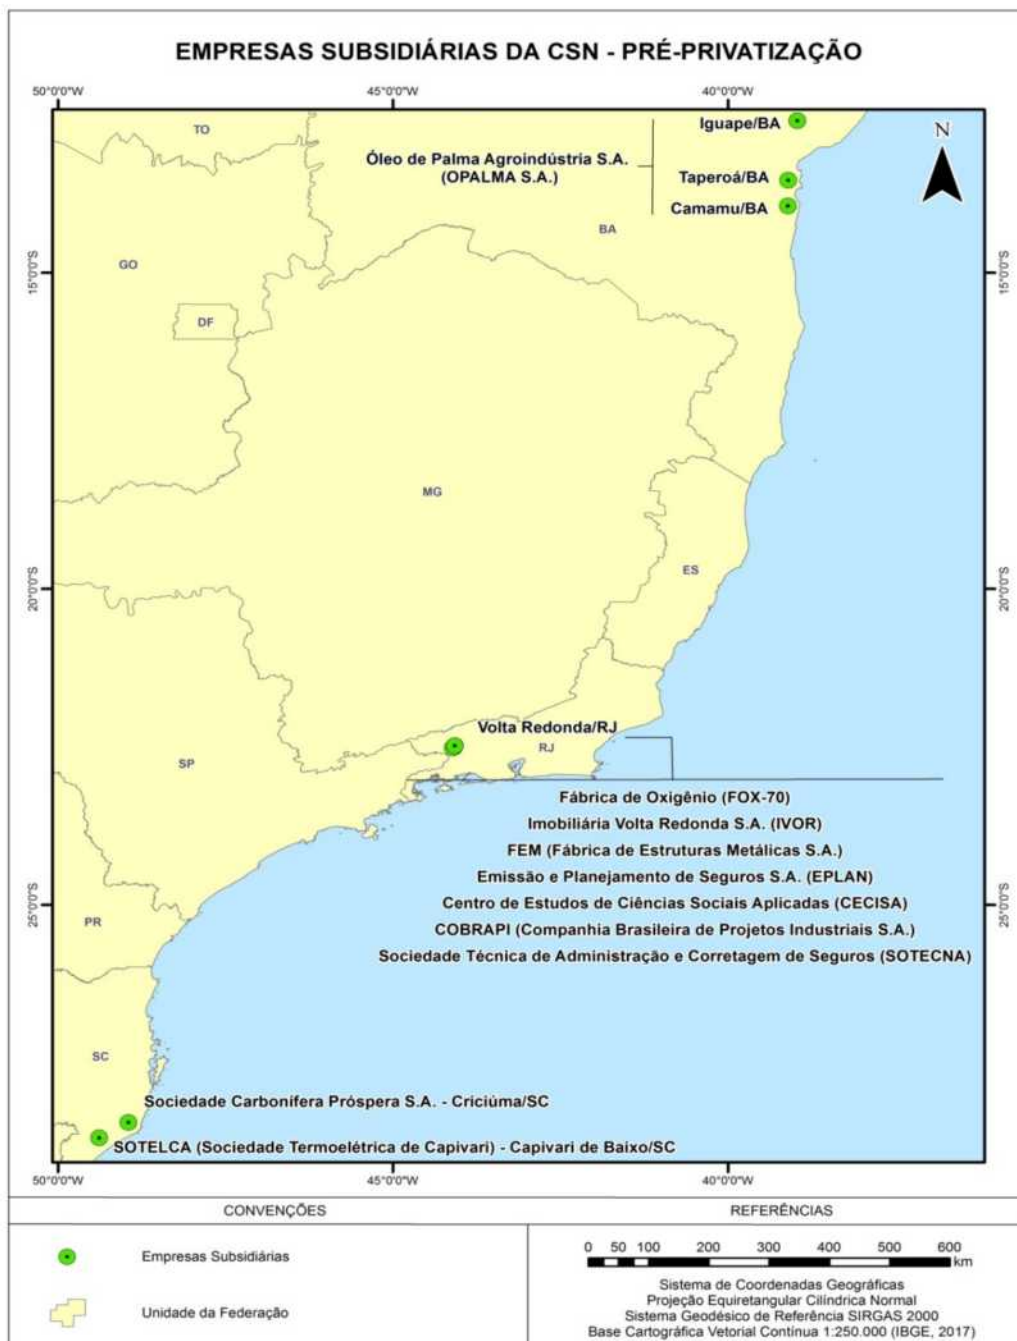 EMPRESAS SUBSIDIÁRIAS DA CSN - PRÉ-PRIVATIZAÇÃO
50°0'0"W 45°0'0"W 40°0'0"W
TO
Iguape/BA
N
Óleo de Palma Agroindústria S.A.
(OPALMA S.A.)
Taperoá/BA
Camamu/BA
BA
GO
15°0'0"S 15°0'0"S
DF
MG
ES
20°0'0"S 20°0'0"S
Volta Redonda/RJ
RJ
SP
Fábrica de Oxigênio (FOX-70)
Imobiliária Volta Redonda S.A. (IVOR)
FEM (Fábrica de Estruturas Metálicas S.A.)
Emissão e Planejamento de Seguros S.A. (EPLAN)
Centro de Estudos de Ciências Sociais Aplicadas (CECISA)
25°0'0"S 25°0'0"S
PR
COBRAPI (Companhia Brasileira de Projetos Industriais S.A.)
Sociedade Técnica de Administração e Corretagem de Seguros (SOTECNA)
SC
Sociedade Carbonífera Próspera S.A. - Criciúma/SC
SOTELCA (Sociedade Termoelétrica de Capivari) - Capivari de Baixo/SC
50°0'0"W 45°0'0"W 40°0'0"W
CONVENÇÕES
Empresas Subsidiárias
Unidade da Federação
REFERÊNCIAS
0 50 100 200 300 400 500 600
km
Sistema de Coordenadas Geográficas
Projeção Equiretangular Cilíndrica Normal
Sistema Geodésico de Referência SIRGAS 2000
Base Cartográfica Vetorial Contínua 1:250.000 (IBGE, 2017)